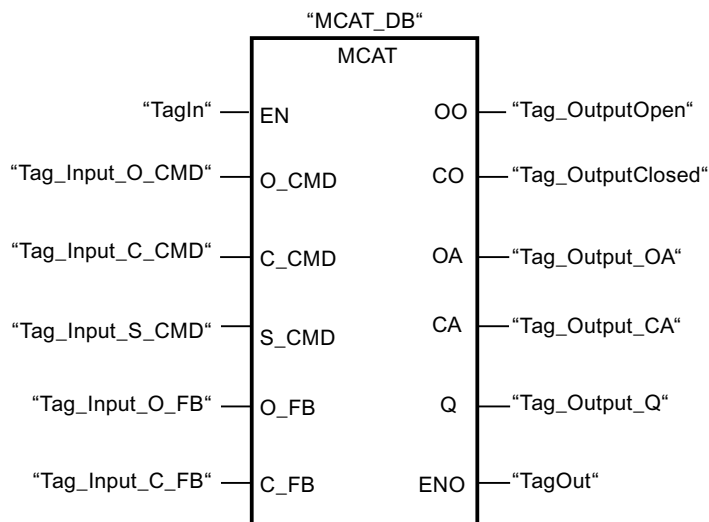 “MCAT_DB“
MCAT
“TagIn“ EN OO “Tag_OutputOpen“
“Tag_Input_O_CMD“ O_CMD CO “Tag_OutputClosed“
“Tag_Input_C_CMD“ C_CMD OA “Tag_Output_OA“
“Tag_Input_S_CMD“ S_CMD CA “Tag_Output_CA“
“Tag_Input_O_FB“ O_FB Q “Tag_Output_Q“
“Tag_Input_C_FB“ C_FB ENO “TagOut“